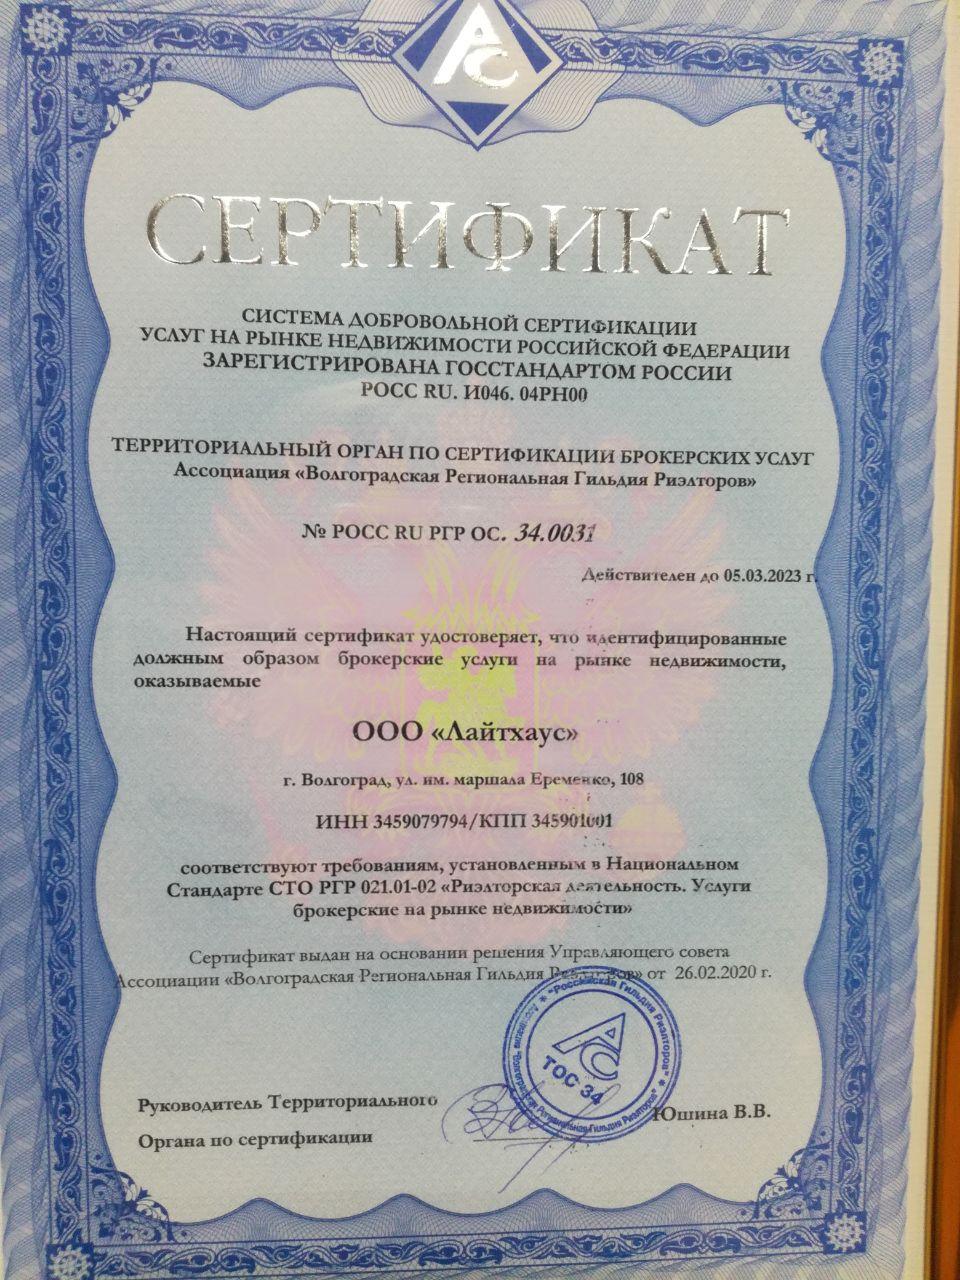 АС
СЕРТИФИКАТ
СИСТЕМА ДОБРОВОЛЬНОЙ СЕРТИФИКАЦИИ
УСЛУГ НА РЫНКЕ НЕДВИЖИМОСТИ РОССИЙСКОЙ ФЕДЕРАЦИИ
ЗАРЕГИСТРИРОВАНА ГОССТАНДАРТОМ РОССИИ
РОСС RU. И046. 04РН00
ТЕРРИТОРИАЛЬНЫЙ ОРГАН ПО СЕРТИФИКАЦИИ БРОКЕРСКИХ УСЛУГ
Ассоциация «Волгоградская Региональная Гильдия Риэлторов»
№ РОСС RU РГР ОС. 34.0031
Действителен до 05.03.2023 г.
Настоящий сертификат удостоверяет, что идентифицированные
должным образом брокерские услуги на рынке недвижимости,
оказываемые
ООО «Лайтхаус»
г. Волгоград, ул. им. маршала Еременко, 108
ИНН 3459079794/КПП 345901001
соответствуют требованиям, установленным в Национальном
Стандарте СТО РГР 021.01-02 «Риэлторская деятельность. Услуги
брокерские на рынке недвижимости»
Сертификат выдан на основании решения Управляющего совета
Ассоциации «Волгоградская Региональная Гильдия Риэлторов» от 26.02.2020 г.
"Российская Гильдия Риэлторов" *
АС
ТОС 34
Региональная Гильдия Риэлторов"
Руководитель Территориального
Юшина В.В.
Органа по сертификации